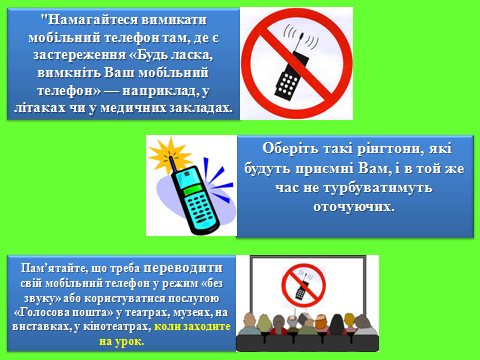 "Намагайтеся вимикати
мобільний телефон там, де є
застереження «Будь ласка,
вимкніть Ваш мобільний
телефон» — наприклад, у
літаках чи у медичних закладах.
Оберіть такі рінгтони, які
будуть приємні Вам, і в той же
час не турбуватимуть
оточуючих.
Пам'ятайте, що треба переводити
свій мобільний телефон у режим «без
звуку» або користуватися послугою
«Голосова пошта» у театрах, музеях, на
виставках, у кінотеатрах, коли заходите
на урок.